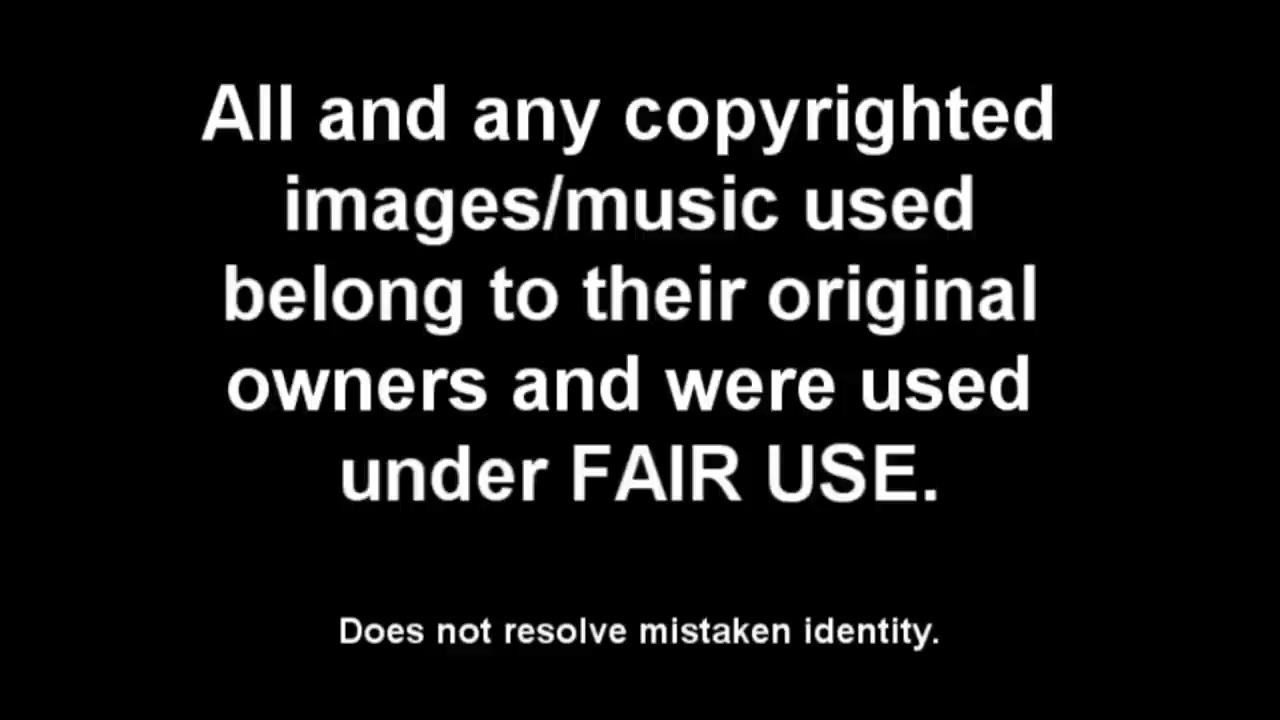 All and any copyrighted
images/music used
belong to their original
owners and were used
under FAIR USE.
Does not resolve mistaken identity.